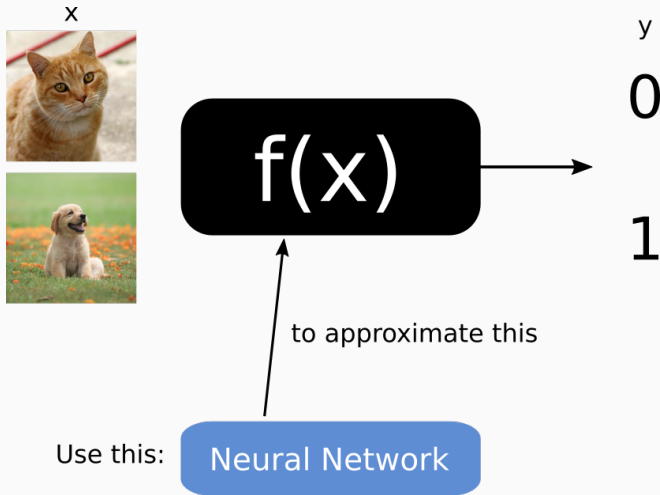 x
y
0
f(x)
1
to approximate this
Use this:
Neural Network